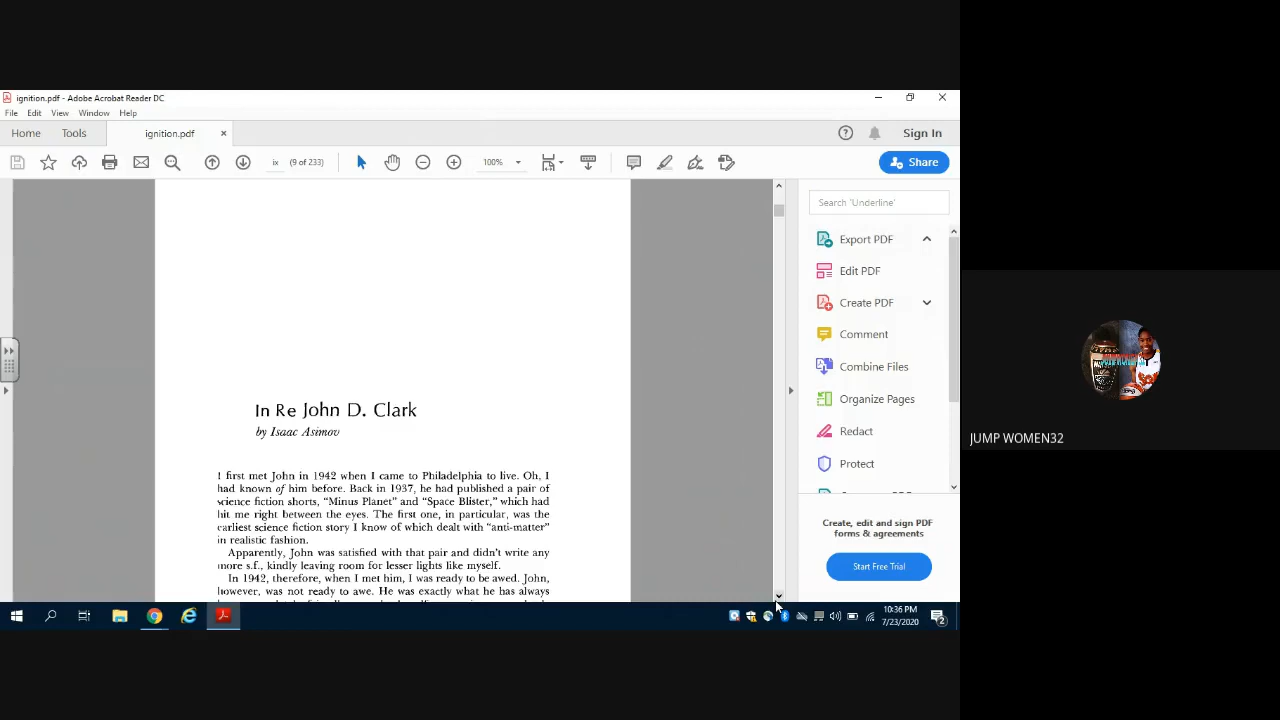 ignition.pdf - Adobe Acrobat Reader DC
File Edit View Window Help
Home Tools ignition.pdf × Sign In
ix (9 of 233) 100% Share
Search 'Underline'
Export PDF
Edit PDF
Create PDF
Comment
Combine Files
Organize Pages
Redact
Protect
Create, edit and sign PDF
forms & agreements
Start Free Trial
In Re John D. Clark
by Isaac Asimov
I first met John in 1942 when I came to Philadelphia to live. Oh, I
had known of him before. Back in 1937, he had published a pair of
science fiction shorts, "Minus Planet" and "Space Blister," which had
hit me right between the eyes. The first one, in particular, was the
earliest science fiction story I know of which dealt with "anti-matter"
in realistic fashion.
Apparently, John was satisfied with that pair and didn't write any
more s.f., kindly leaving room for lesser lights like myself.
In 1942, therefore, when I met him, I was ready to be awed. John,
however, was not ready to awe. He was exactly what he has always
10:36 PM
7/23/2020
2
JUMP WOMEN32